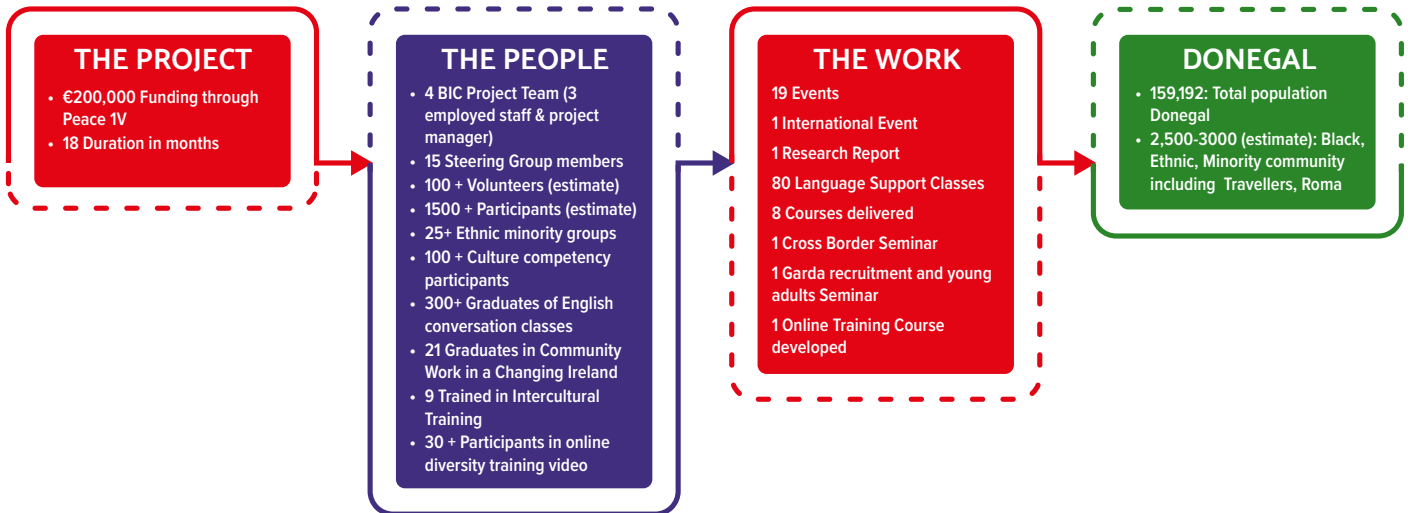 THE PROJECT
• €200,000 Funding through
Peace 1V
• 18 Duration in months
THE PEOPLE
• 4 BIC Project Team (3
employed staff & project
manager)
• 15 Steering Group members
• 100 + Volunteers (estimate)
• 1500 + Participants (estimate)
• 25+ Ethnic minority groups
• 100 + Culture competency
participants
• 300+ Graduates of English
conversation classes
• 21 Graduates in Community
Work in a Changing Ireland
• 9 Trained in Intercultural
Training
• 30 + Participants in online
diversity training video
THE WORK
19 Events
1 International Event
1 Research Report
80 Language Support Classes
8 Courses delivered
1 Cross Border Seminar
1 Garda recruitment and young
adults Seminar
1 Online Training Course
developed
DONEGAL
• 159,192: Total population
Donegal
• 2,500-3000 (estimate): Black,
Ethnic, Minority community
including Travellers, Roma